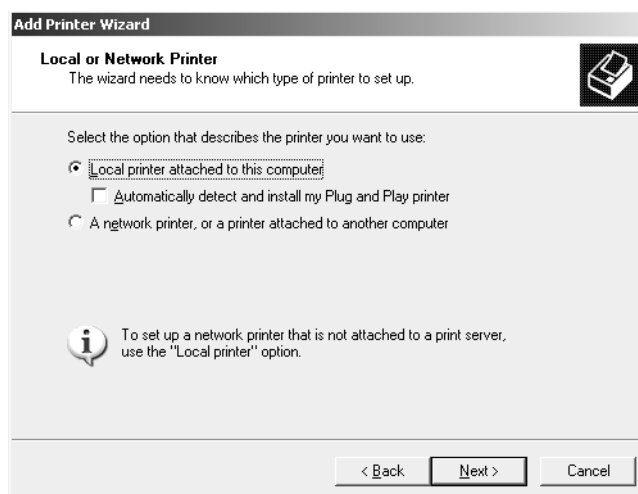 Add Printer Wizard
Local or Network Printer
The wizard needs to know which type of printer to set up.
Select the option that describes the printer you want to use:
Local printer attached to this computer
Automatically detect and install my Plug and Play printer
A network printer, or a printer attached to another computer
To set up a network printer that is not attached to a print server,
use the "Local printer" option.
< Back
Next >
Cancel